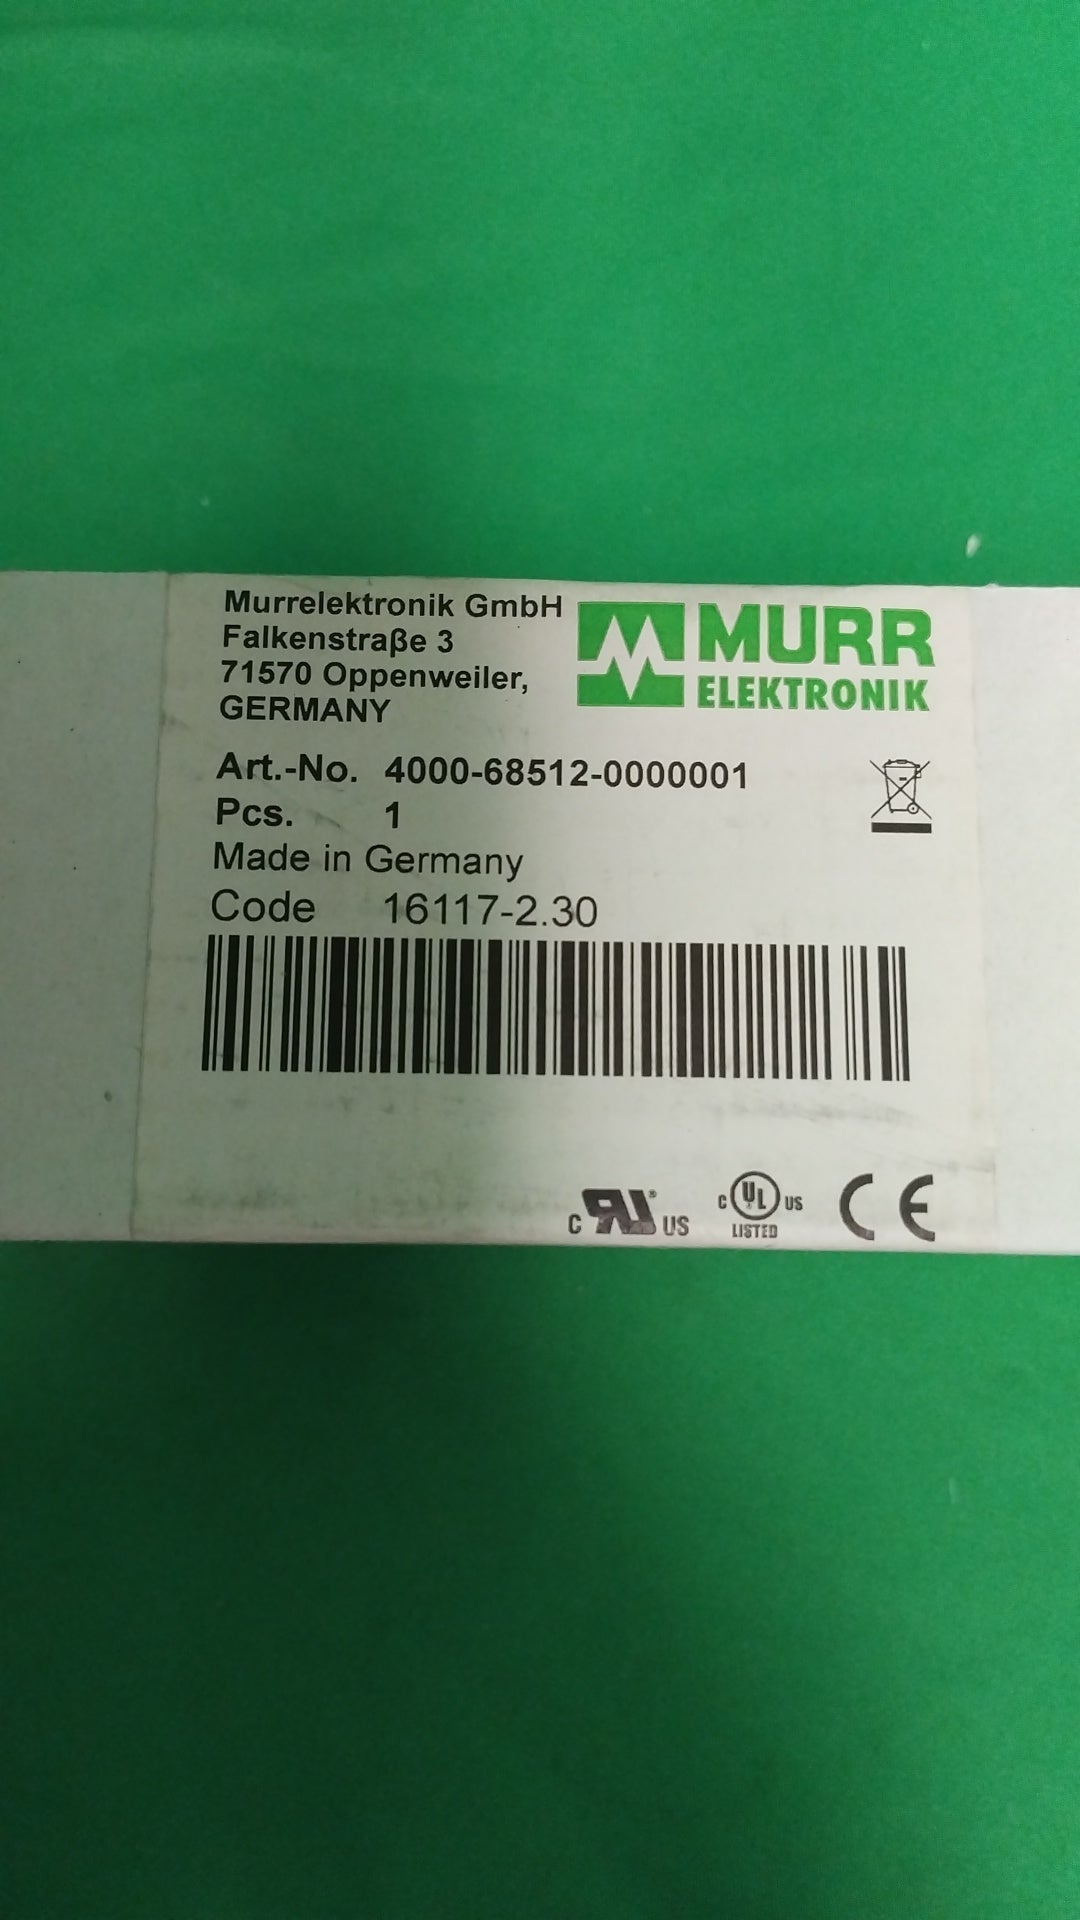 Murrelektronik GmbH
Falkenstraße 3
71570 Oppenweiler,
GERMANY
MURR
ELEKTRONIK
Art.-No. 4000-68512-0000001
Pcs. 1
Made in Germany
Code 16117-2.30
c RU® US
c UL US
LISTED
CE